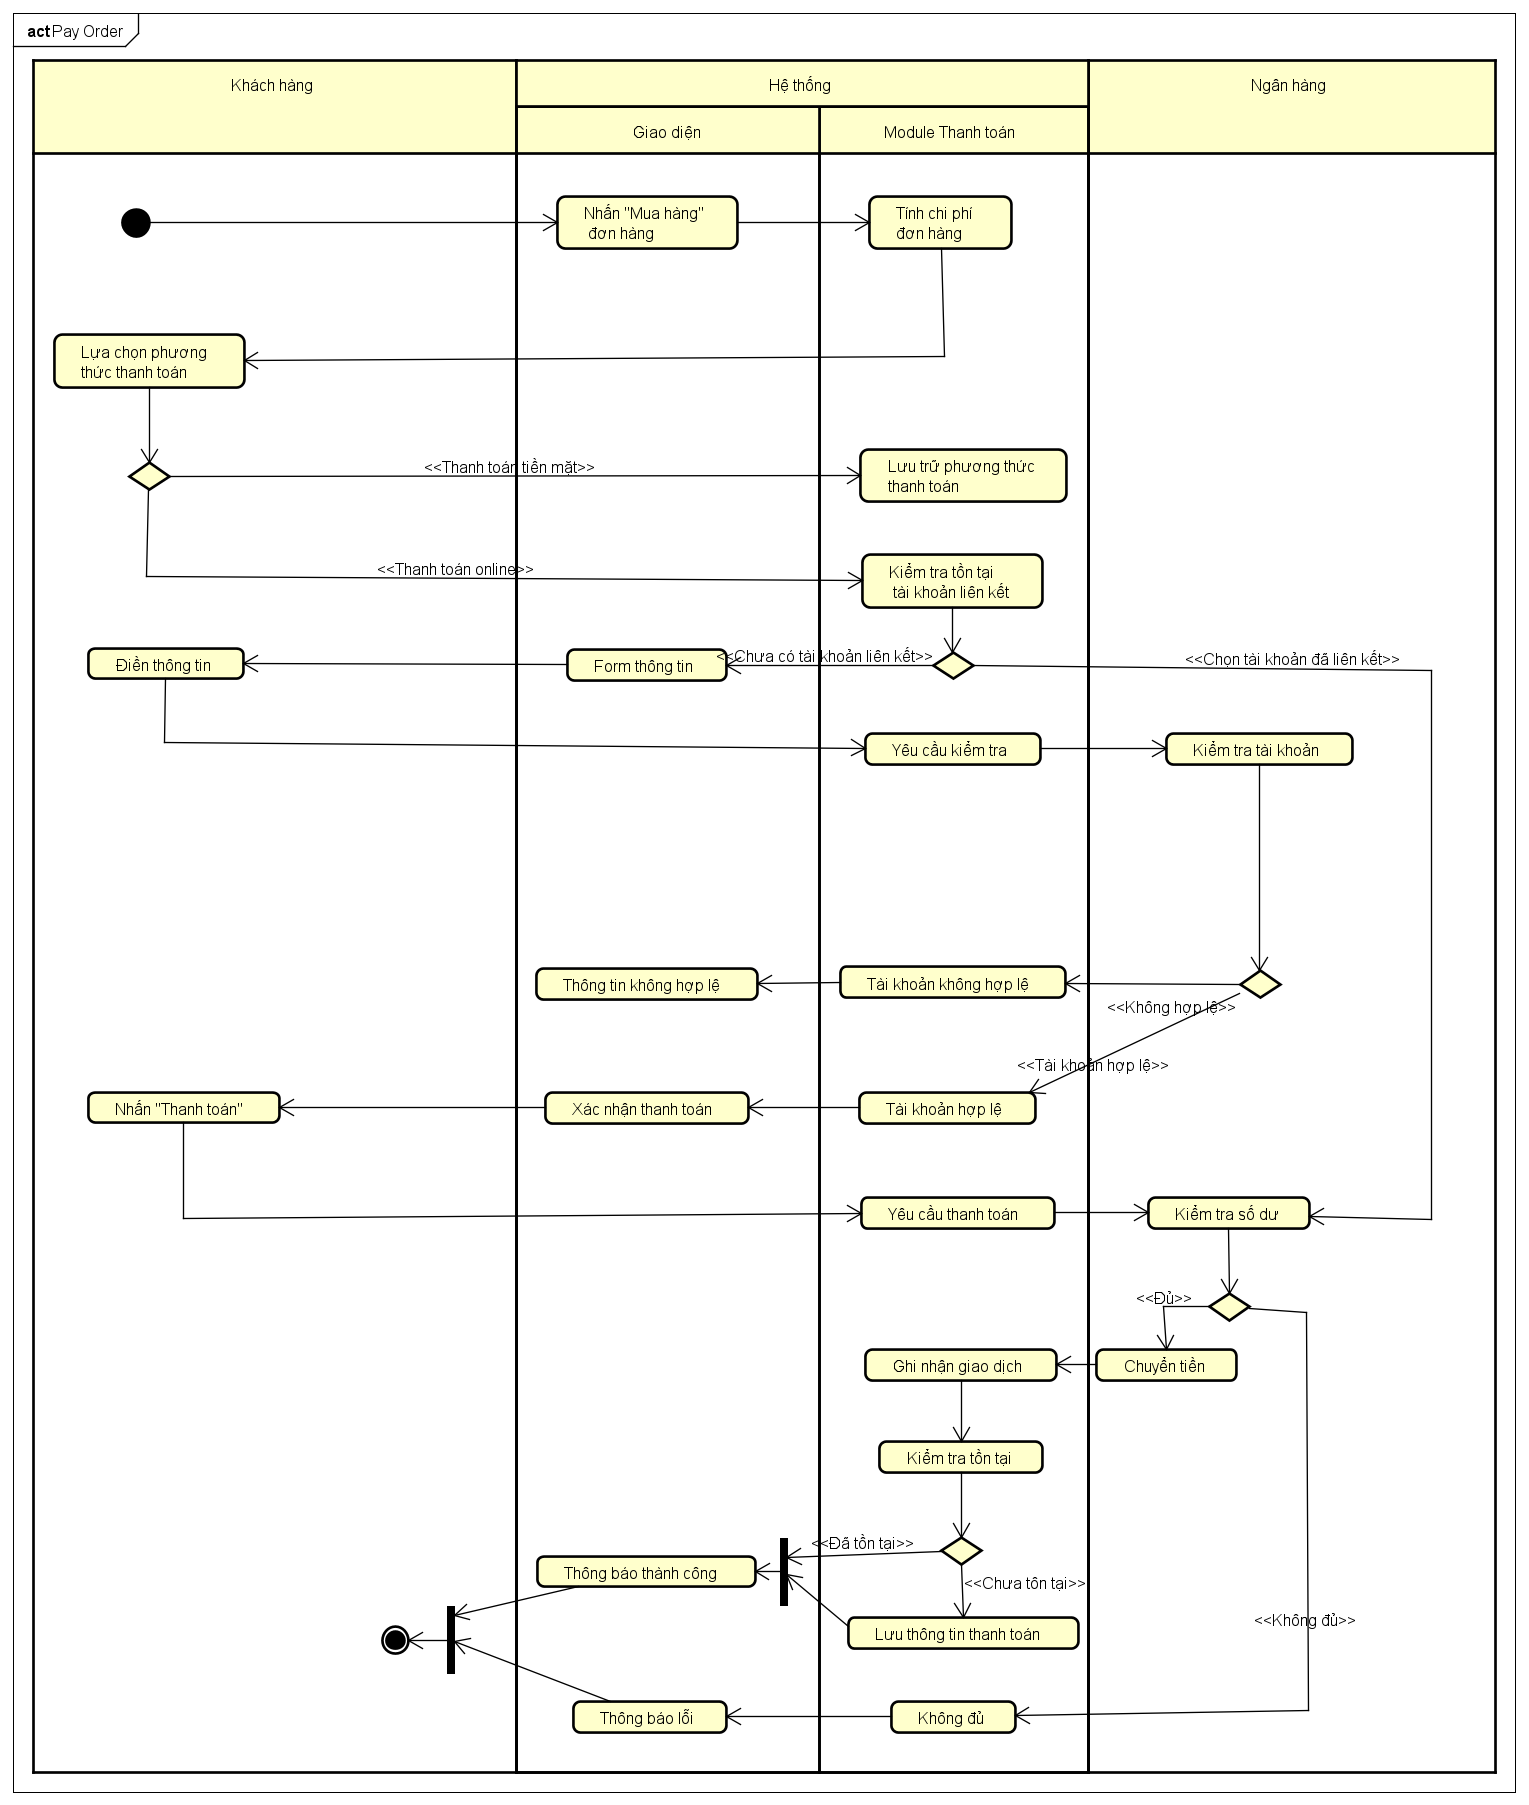 act Pay Order
Khách hàng
Hệ thống
Ngân hàng
Giao diện
Module Thanh toán
Nhấn "Mua hàng"
đơn hàng
Tính chi phí
đơn hàng
Lựa chọn phương
thức thanh toán
<<Thanh toán tiền mặt>>
Lưu trữ phương thức
thanh toán
<<Thanh toán online>>
Kiểm tra tồn tại
tài khoản liên kết
Điền thông tin
Form thông tin
<<Chưa có tài khoản liên kết>>
<<Chọn tài khoản đã liên kết>>
Yêu cầu kiểm tra
Kiểm tra tài khoản
Thông tin không hợp lệ
Tài khoản không hợp lệ
<<Không hợp lệ>>
<<Tài khoản hợp lệ>>
Nhấn "Thanh toán"
Xác nhận thanh toán
Tài khoản hợp lệ
Yêu cầu thanh toán
Kiểm tra số dư
<<Đủ>>
Ghi nhận giao dịch
Chuyển tiền
Kiểm tra tồn tại
<<Đã tồn tại>>
Thông báo thành công
<<Chưa tôn tại>>
<<Không đủ>>
Lưu thông tin thanh toán
Thông báo lỗi
Không đủ